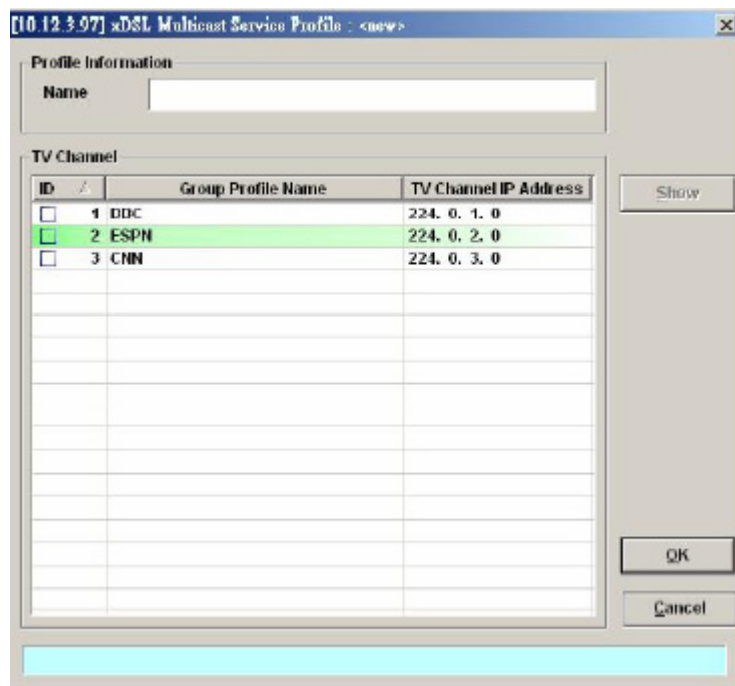 [10.12.3.97] xDSL Multicast Service Profile : <new>
Profile Information
Name
TV Channel
ID Group Profile Name TV Channel IP Address
Show
1 DDC 224. 0. 1. 0
2 ESPN 224. 0. 2. 0
3 CNN 224. 0. 3. 0
OK
Cancel